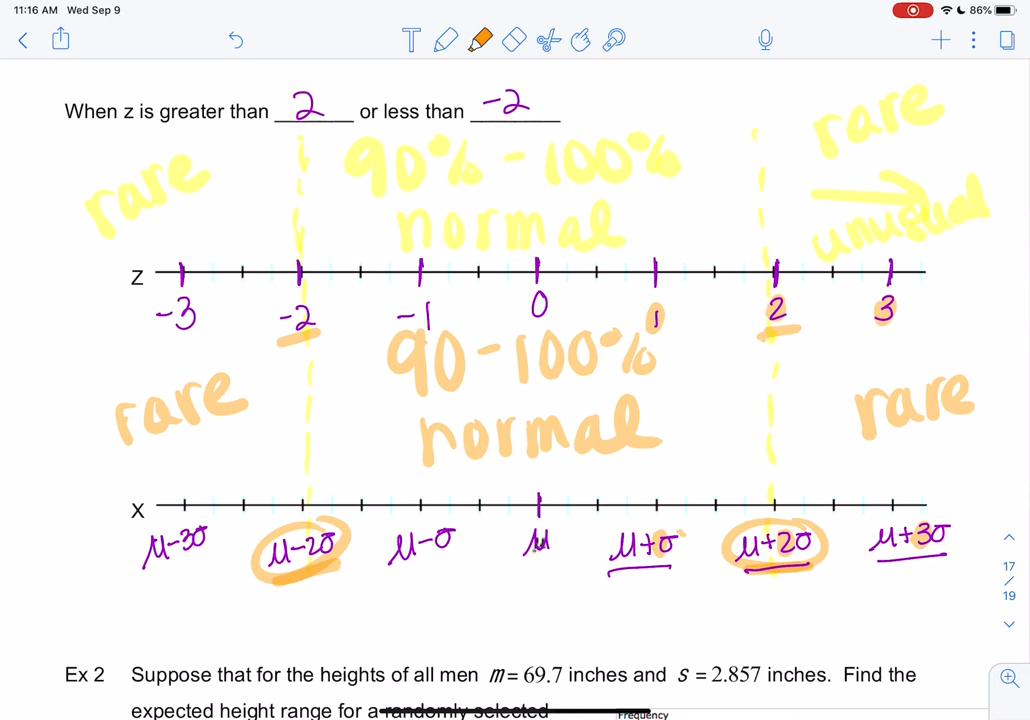 11:16 AM Wed Sep 9
86%
T
When z is greater than 2 or less than -2
rare 90% - 100% rare
normal unusual
Z
-3 -2 -1 0 1 2 3
90-100%
rare normal rare
X
μ-3σ μ-2σ μ-σ μ μ+σ μ+2σ μ+3σ
17
/
19
Ex 2 Suppose that for the heights of all men m= 69.7 inches and s = 2.857 inches. Find the
expected height range for a randomly selected
Frequency